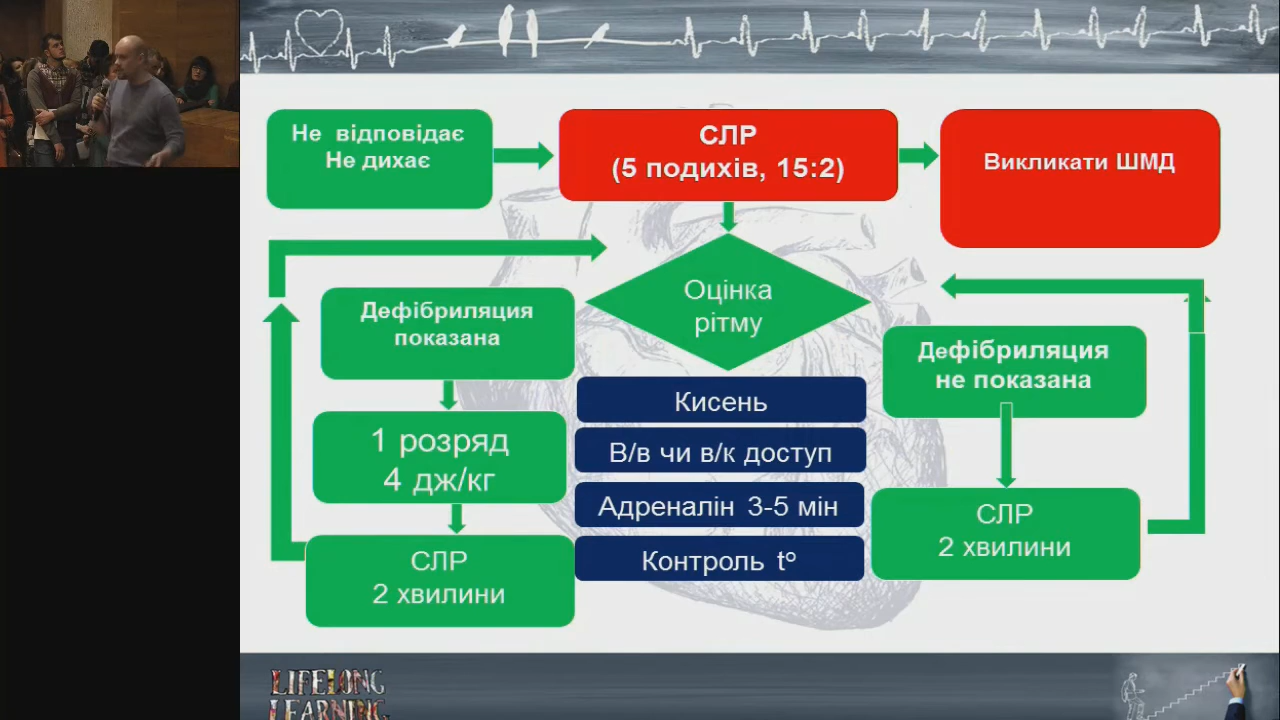 Не відповідає
Не дихає
СЛР
(5 подихів, 15:2)
Викликати ШМД
Оцінка
рітму
Дефібриляция
показана
Дефібриляция
не показана
1 розряд
4 дж/кг
Кисень
В/в чи в/к доступ
Адреналін 3-5 мін
Контроль tº
СЛР
2 хвилини
СЛР
2 хвилини
LIFELONG
LEARNING